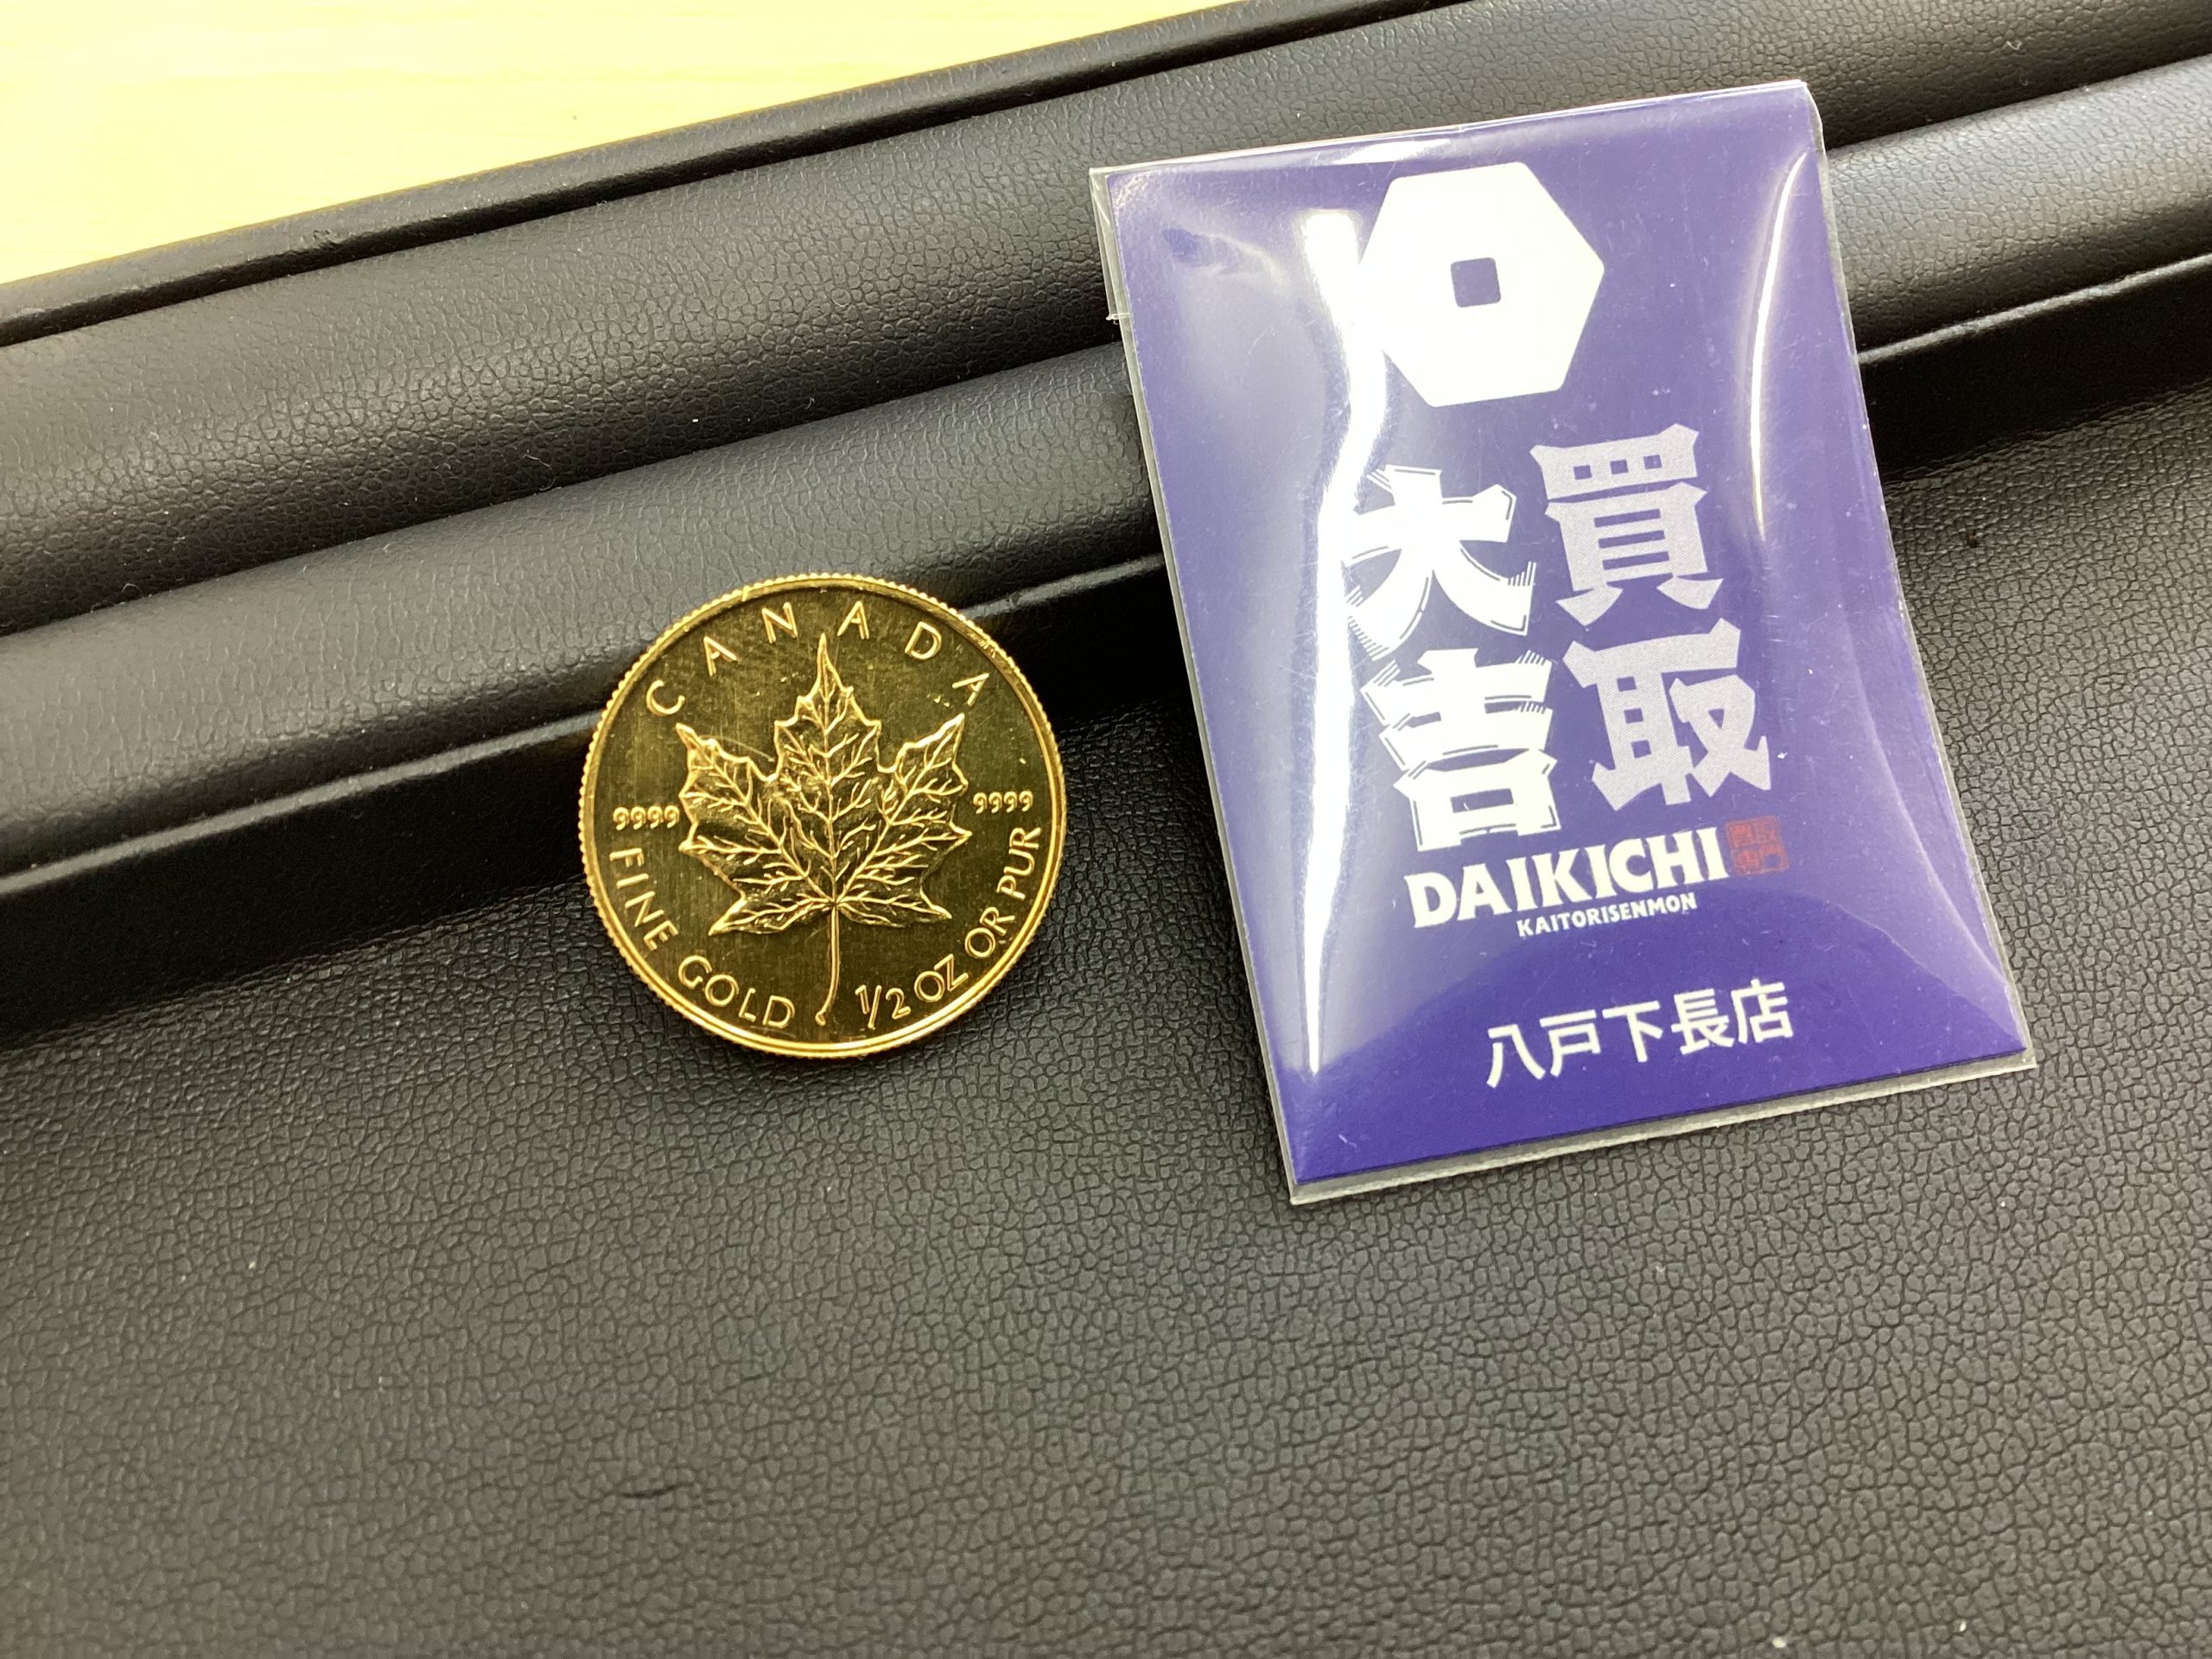 CANADA
9999 9999
FINE GOLD 1/2 OZ OR PUR
買取
大吉
DAIKICHI
KAITORISENMON
八戸下長店